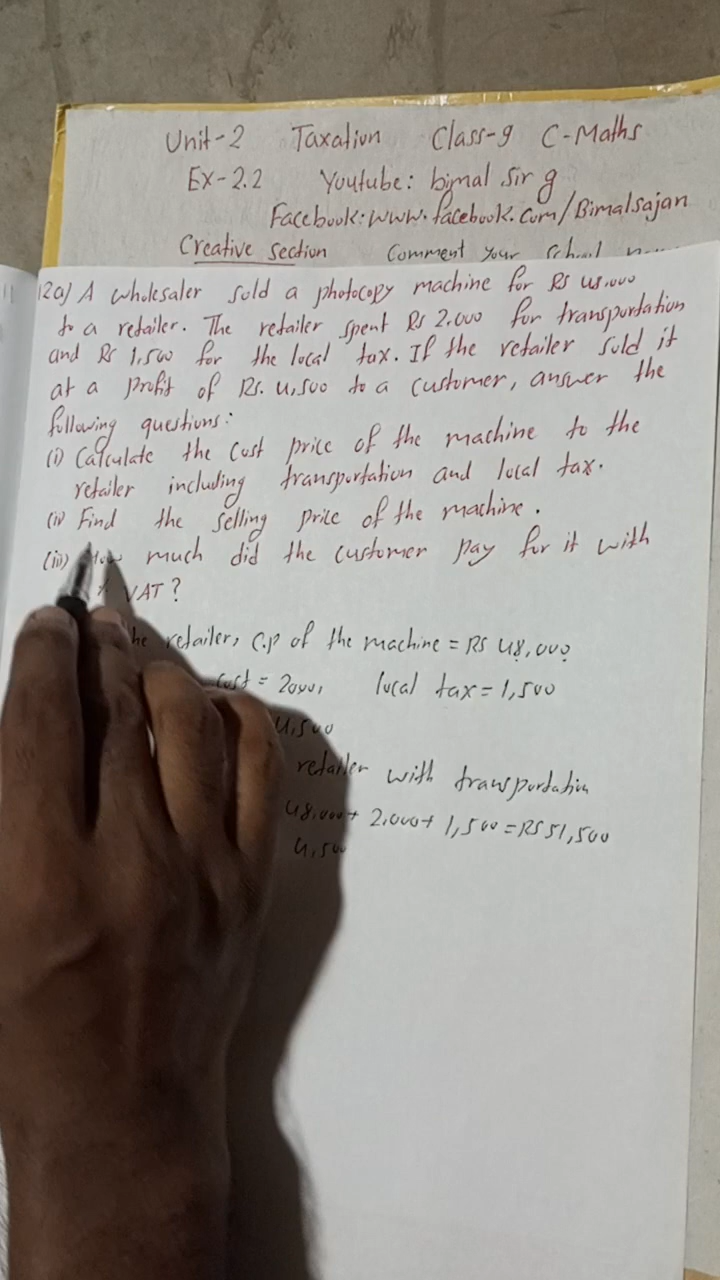 Unit-2 Taxation Class-9 C-Maths
Ex-2.2 Youtube: bimal sir g
Facebook: www.facebook.com/Bimalsajan
Creative section Comment your school
12a) A wholesaler sold a photocopy machine for Rs 48,000
to a retailer. The retailer spent Rs 2,000 for transportation
and Rs 1,500 for the local tax. If the retailer sold it
at a profit of Rs. 4,500 to a customer, answer the
following questions:
(i) Calculate the cost price of the machine to the
retailer including transportation and local tax.
(ii) Find the selling price of the machine.
(iii) much did the customer pay for it with
VAT?
retailer, C.P of the machine = Rs 48,000
cost = 2000, local tax = 1,500
4,500
retailer with transportation
48,000 + 2,000 + 1,500 = RS 51,500
4,500